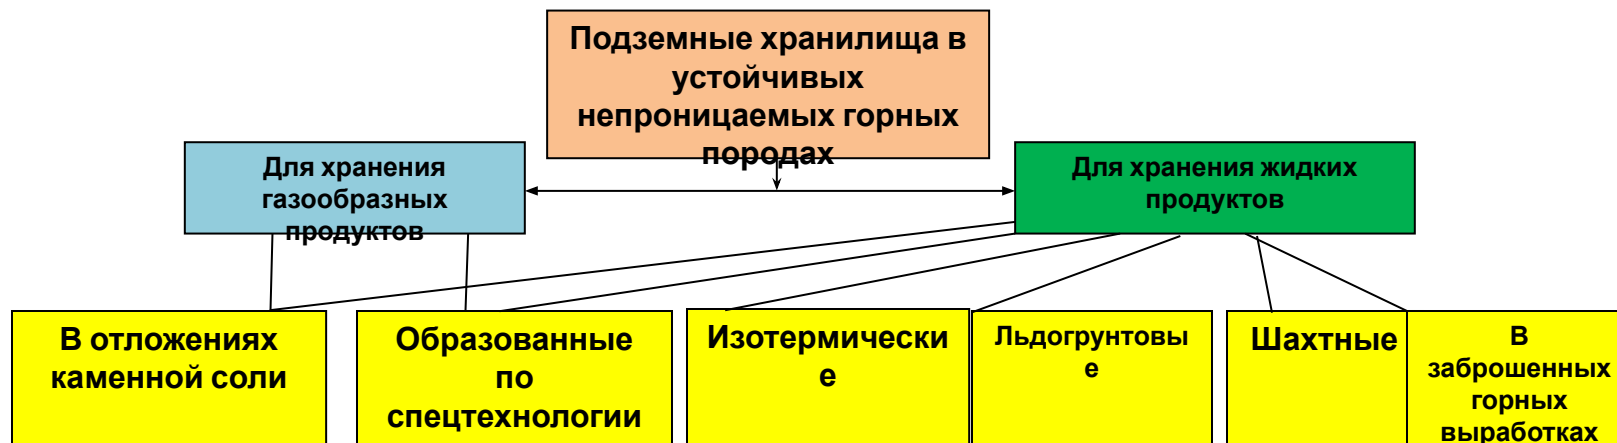 Подземные хранилища в
устойчивых
непроницаемых горных
породах
Для хранения
газообразных
продуктов
Для хранения жидких
продуктов
В отложениях
каменной соли
Образованные
по
спецтехнологии
Изотермически
е
Льдогрунтовы
е
Шахтные
В
заброшенных
горных
выработках